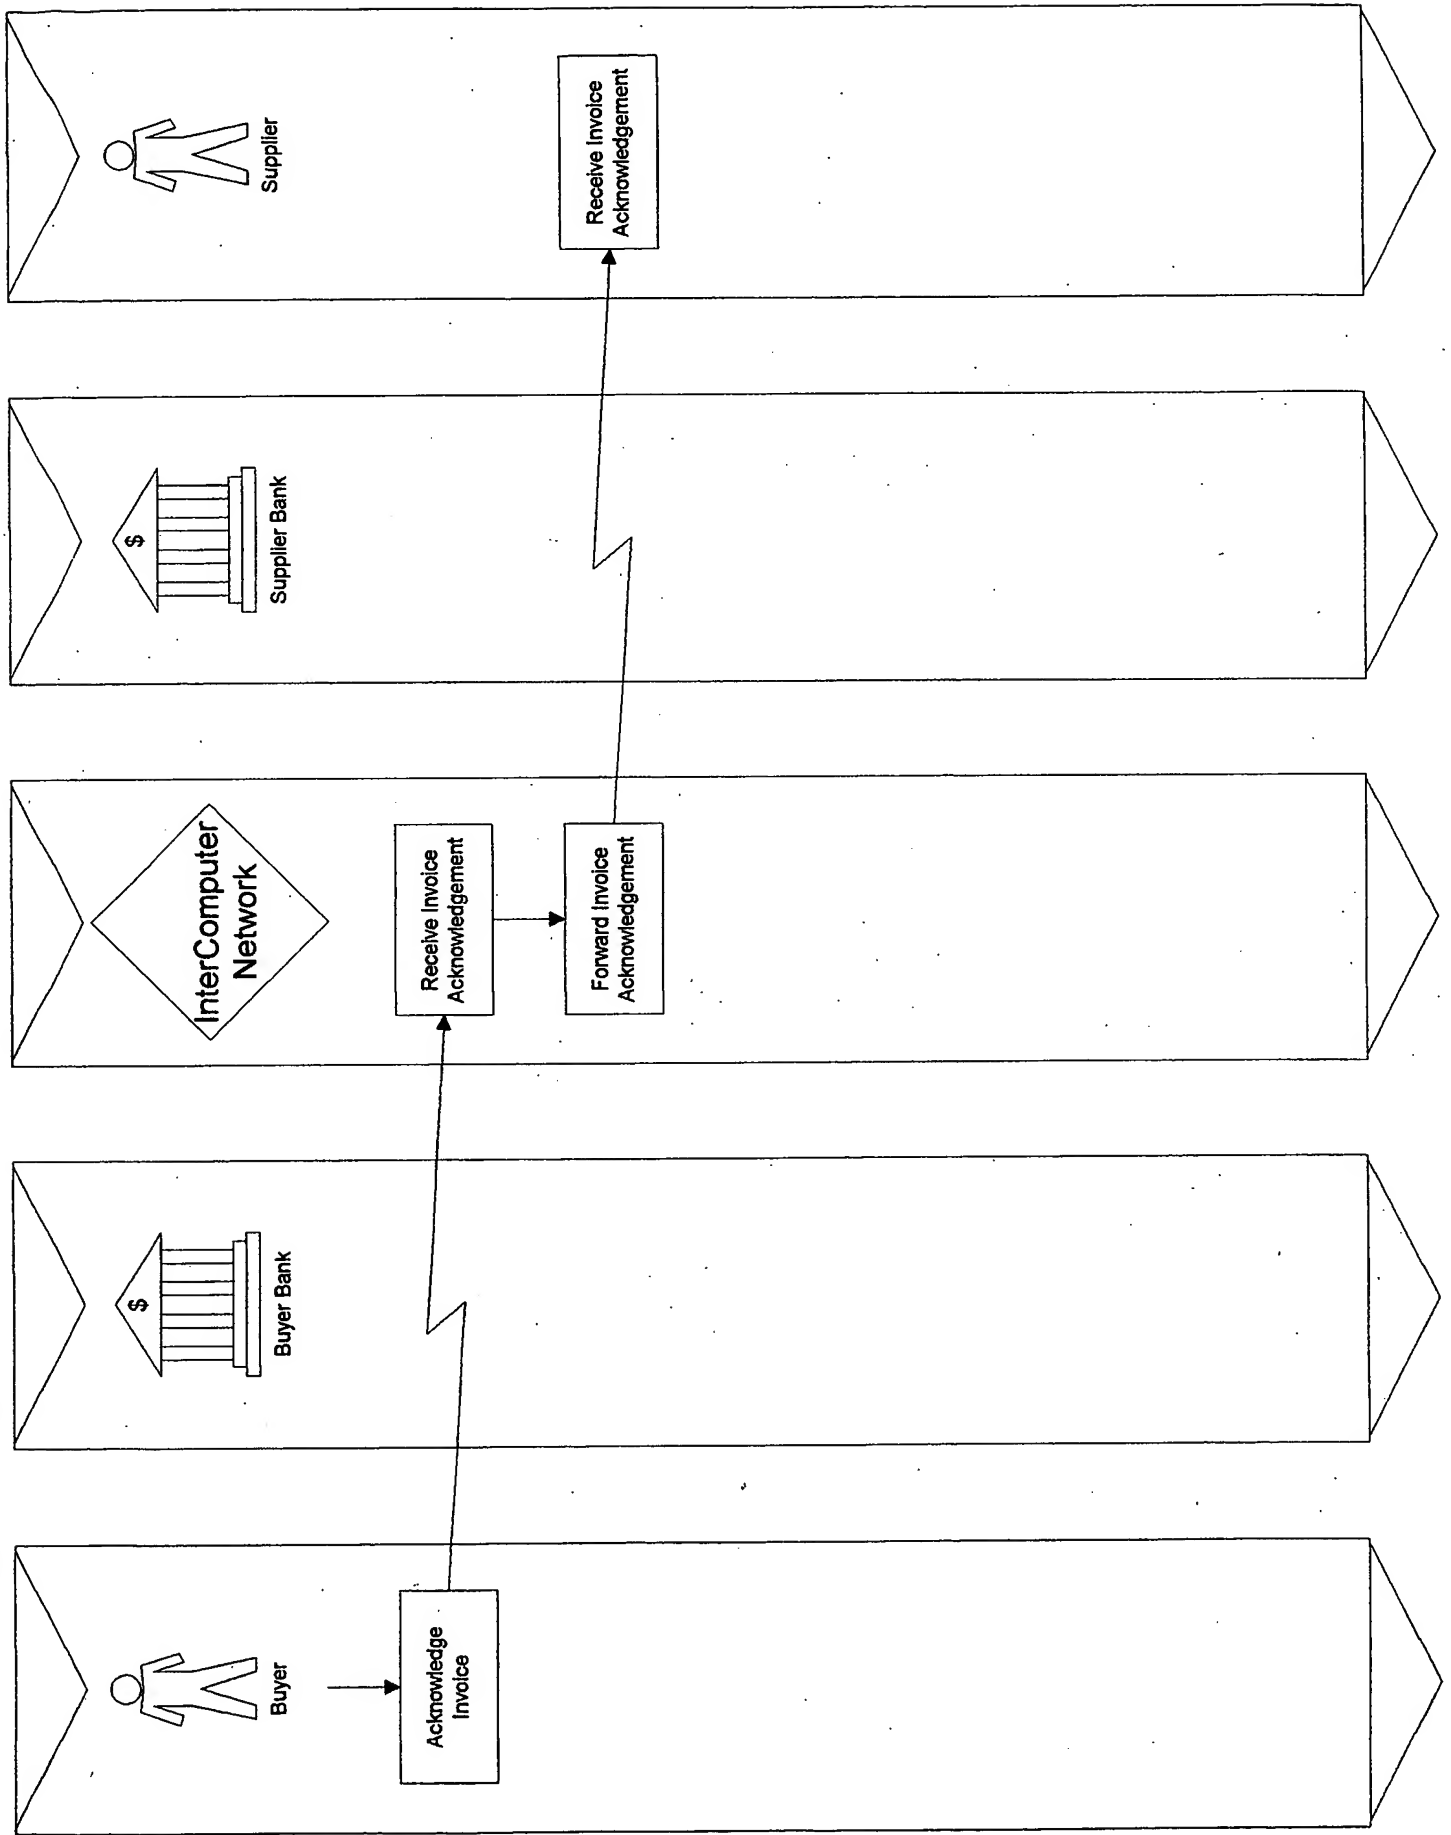 Buyer
Acknowledge
Invoice
$
Buyer Bank
InterComputer
Network
Receive Invoice
Acknowledgement
Forward Invoice
Acknowledgement
$
Supplier Bank
Supplier
Receive Invoice
Acknowledgement